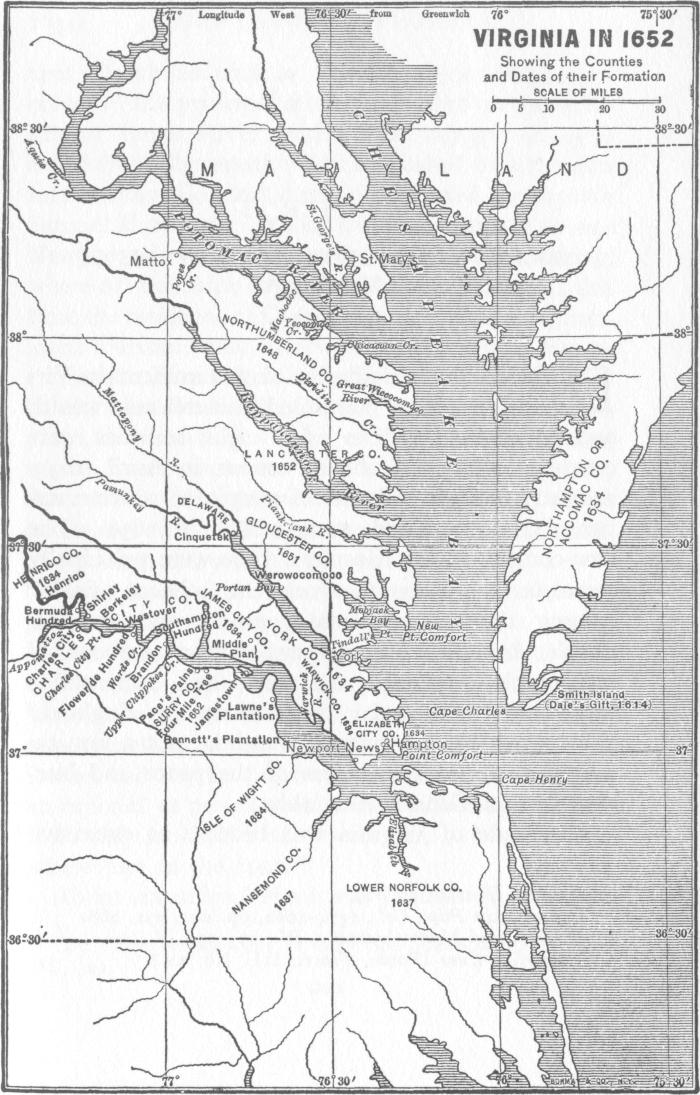 77° Longitude West 76°30′ from Greenwich 76° 75°30′
VIRGINIA IN 1652
Showing the Counties
and Dates of their Formation
SCALE OF MILES
0 5 10 20 30
38°30′
38°30′
Aquia Cr.
CHESAPEAKE BAY
MARYLAND
St. George's R.
POTOMAC RIVER
St. Mary's
Matto
Popes
Cr.
Machodoc
Yeocomico
Cr.
NORTHUMBERLAND CO.
1648
Chicacoan Cr.
38°
Dividing
Cr.
Great Wiccocomoco
River
Rappahannock
River
Mattapony
R.
LANCASTER CO.
1652
Pamunkey
R.
DELAWARE
Cinquetek
Piankatank R.
GLOUCESTER CO.
1651
NORTHAMPTON OR
ACCOMAC CO.
1634
37°30′
37°30′
HENRICO CO.
1634
Henrico
Werowocomoco
Portan Bay
Mobjack
Bay
New
Pt. Comfort
Tindall's
Pt.
Bermuda
Hundred
Shirley
Berkeley
CHARLES CITY CO.
Westover
Southampton
Hundred
JAMES CITY CO.
1634
YORK CO. 1634
Middle
Plan.
York
Appomattox
Charles City
Charles City Pt.
Flower de Hundred
Wards Cr.
Brandon
Upper Chippokes Cr.
Pace's Pains
SURRY CO.
1652
Four Mile Tree
Jamestown
Lawne's
Plantation
Bennett's Plantation
Warwick
R.
WARWICK CO. 1634
ELIZABETH
CITY CO. 1634
Hampton
Newport News
Point Comfort
Cape Charles
Smith Island
(Dale's Gift, 1614)
37°
37°
Cape Henry
ISLE OF WIGHT CO.
1634
NANSEMOND CO.
1637
Elizabeth
LOWER NORFOLK CO.
1637
36°30′
36°30′
77° 76°30′ 76° 75°30′
BORMAY & CO., N.Y.